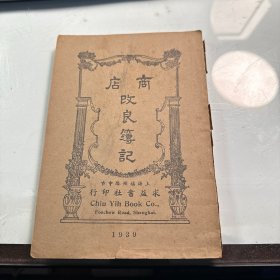 商店
改良簿記
上海福州路中市
求益書社印行
Chiu Yih Book Co.,
Foochow Road, Shanghai.
1939